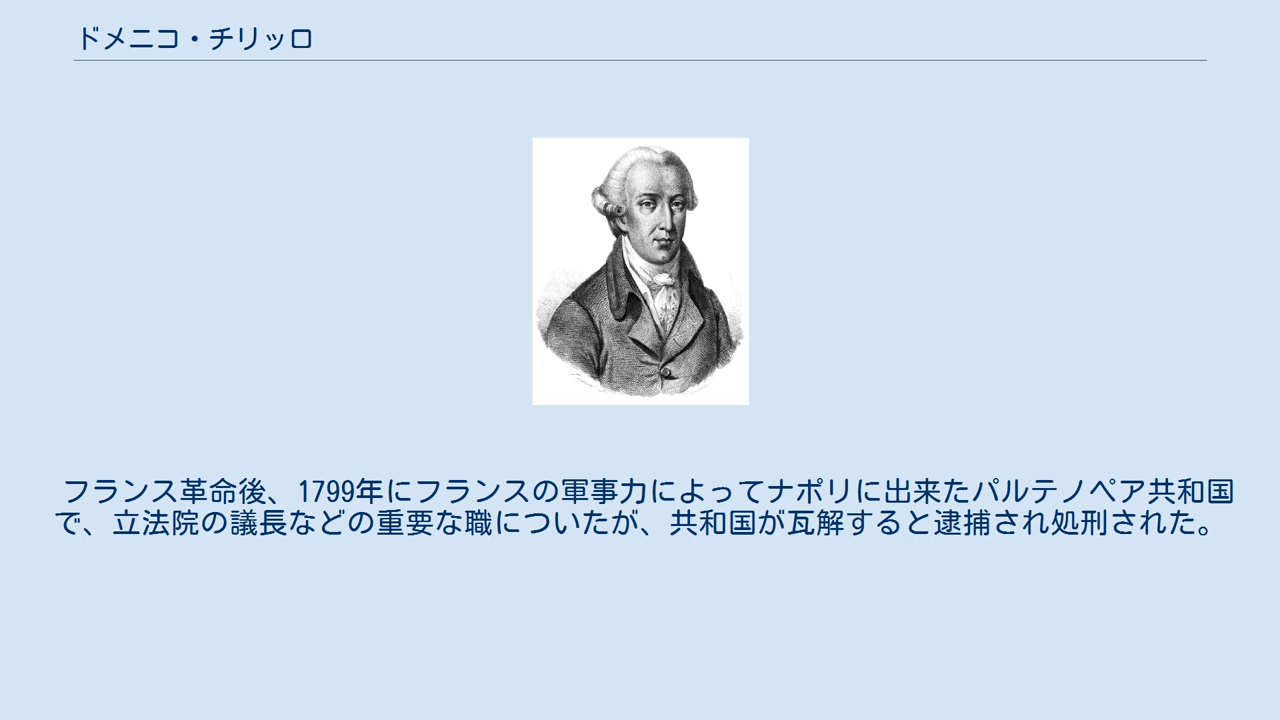 ドメニコ・チリッロ
フランス革命後、1799年にフランスの軍事力によってナポリに出来たパルテノペア共和国
で、立法院の議長などの重要な職についたが、共和国が瓦解すると逮捕され処刑された。